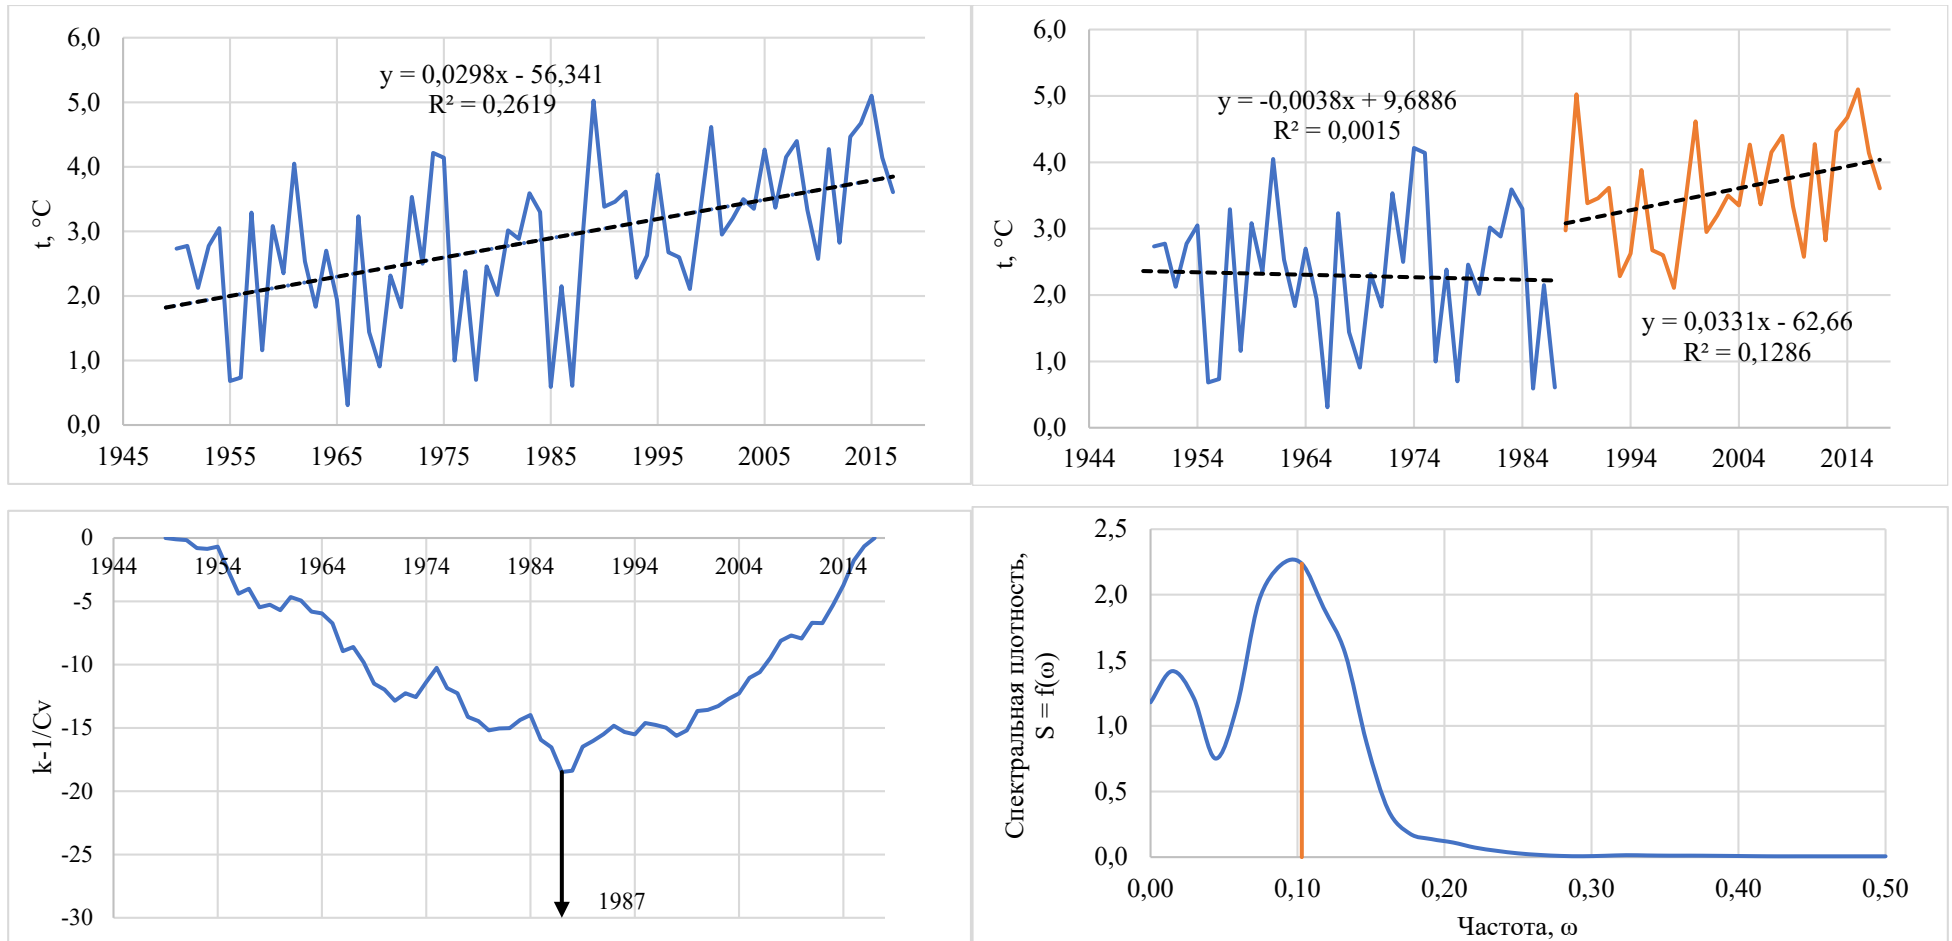 6,0
5,0
4,0
3,0
2,0
1,0
0,0
t, °C
y = 0,0298x - 56,341
R² = 0,2619
1945 1955 1965 1975 1985 1995 2005 2015
6,0
5,0
4,0
3,0
2,0
1,0
0,0
t, °C
y = -0,0038x + 9,6886
R² = 0,0015
y = 0,0331x - 62,66
R² = 0,1286
1944 1954 1964 1974 1984 1994 2004 2014
0
-5
-10
-15
-20
-25
-30
k-1/Cv
1944 1954 1964 1974 1984 1994 2004 2014
1987
2,5
2,0
1,5
1,0
0,5
0,0
Спектральная плотность,
S = f(ω)
0,00 0,10 0,20 0,30 0,40 0,50
Частота, ω